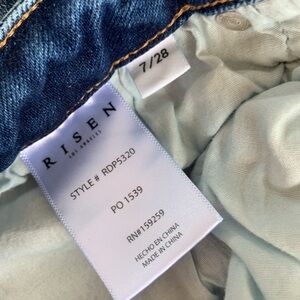 7/28
RISEN
LOS ANGELES
STYLE # RDP5320
PO 1539
RN#159259
HECHO EN CHINA
MADE IN CHINA